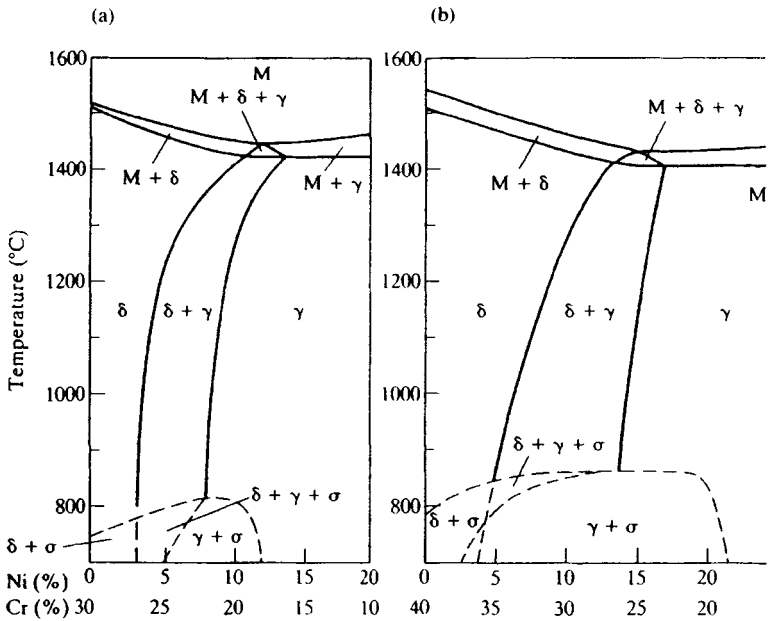 (a)
(b)
1600
1600
M
M + δ + γ
M + δ + γ
1400
1400
M + δ
M + γ
M + δ
M
Temperature (°C)
1200
1200
δ
δ + γ
γ
δ
δ + γ
γ
1000
1000
δ + γ + σ
800
δ + γ + σ
800
δ + σ
γ + σ
δ + σ
γ + σ
Ni (%) 0 5 10 15 20 0 5 10 15 20
Cr (%) 30 25 20 15 10 40 35 30 25 20